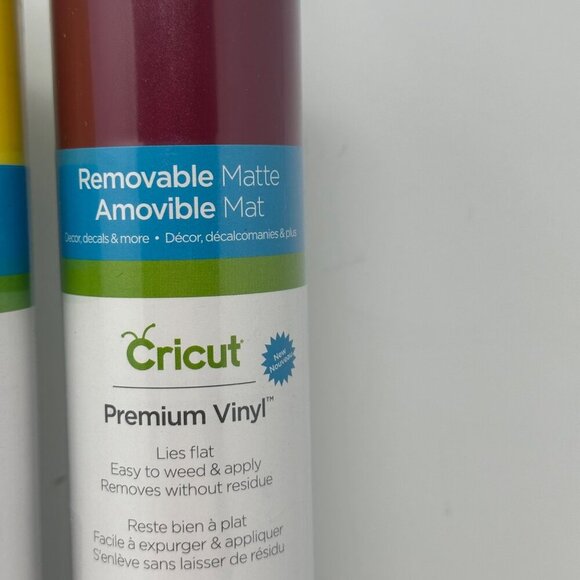 Removable Matte
Amovible Mat
Decor, decals & more • Décor, décalcomanies & plus
Cricut®
New
Nouveau
Premium Vinyl™
Lies flat
Easy to weed & apply
Removes without residue
Reste bien à plat
Facile à expurger & appliquer
S'enlève sans laisser de résidu